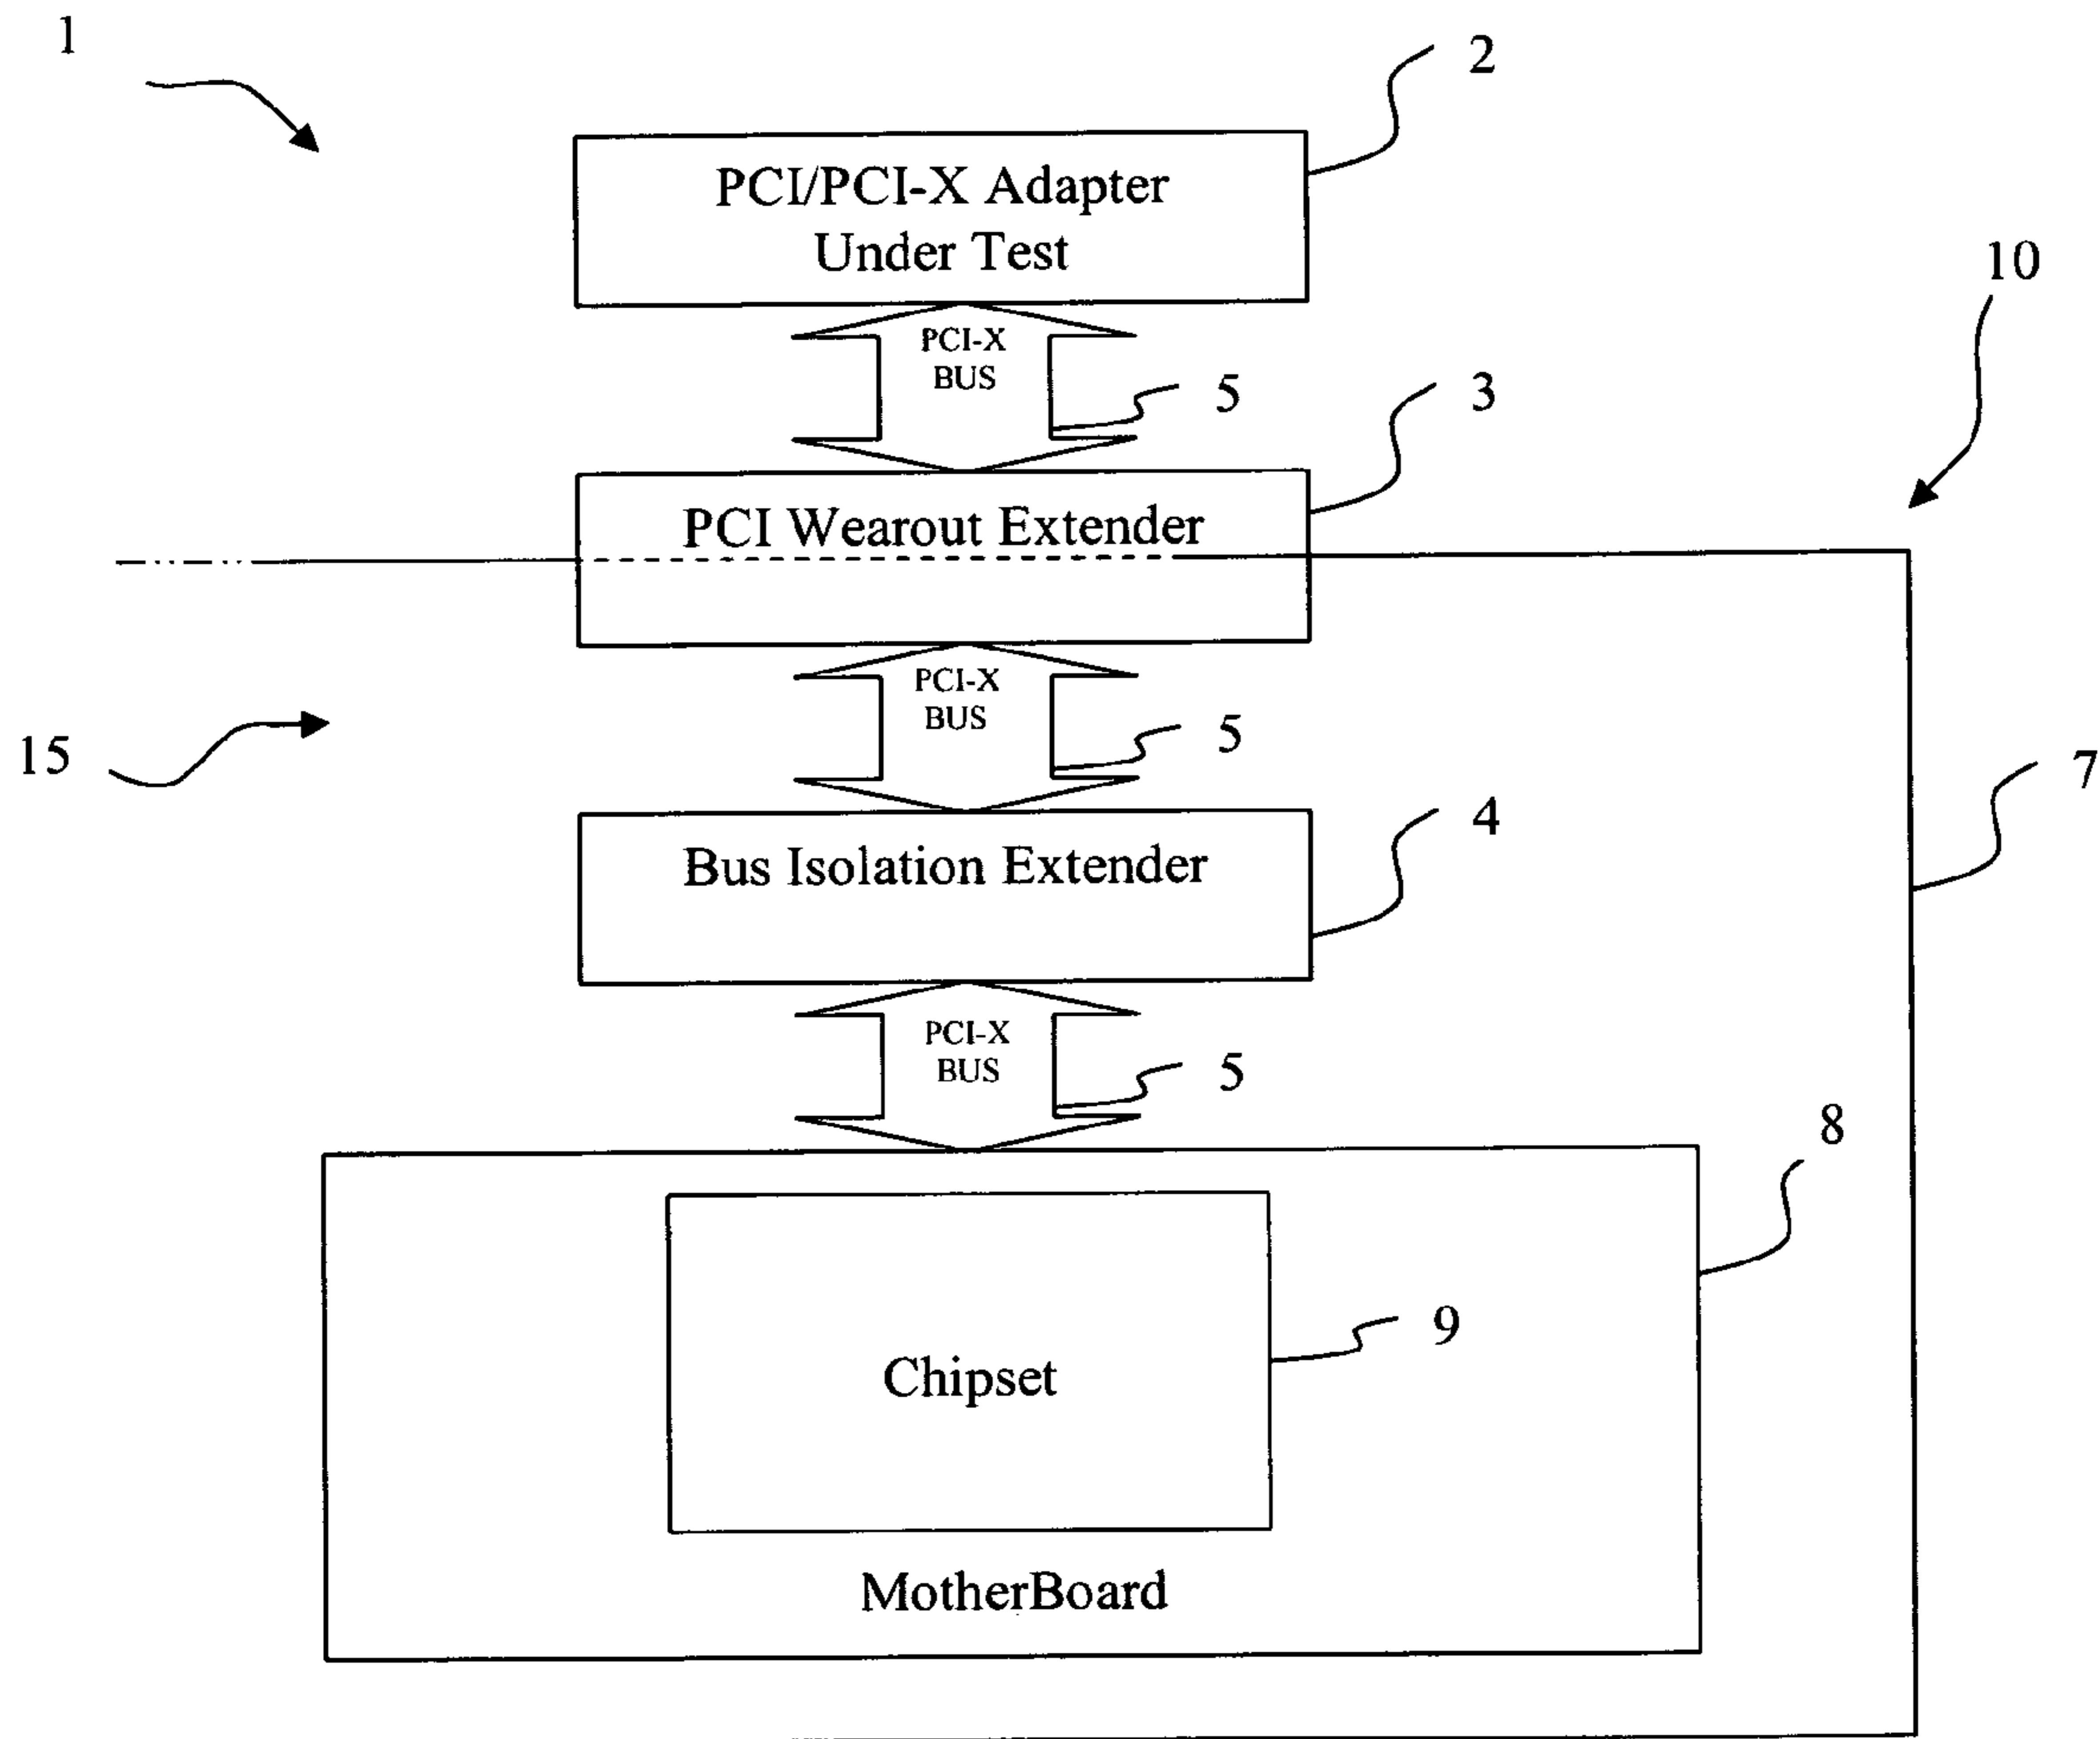 1
2
PCI/PCI-X Adapter
Under Test
10
PCI-X
BUS
5
3
PCI Wearout Extender
PCI-X
BUS
5
15
7
4
Bus Isolation Extender
PCI-X
BUS
5
8
9
Chipset
MotherBoard